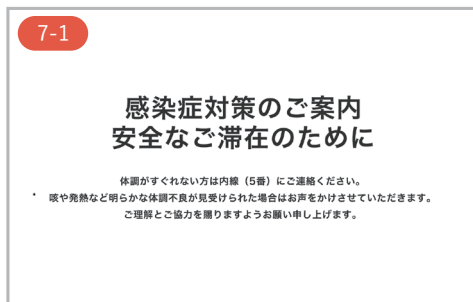 7-1
感染症対策のご案内
安全なご滞在のために
体調がすぐれない方は内線（5番）にご連絡ください。
・ 咳や発熱など明らかな体調不良が見受けられた場合はお声をかけさせていただきます。
ご理解とご協力を賜りますようお願い申し上げます。